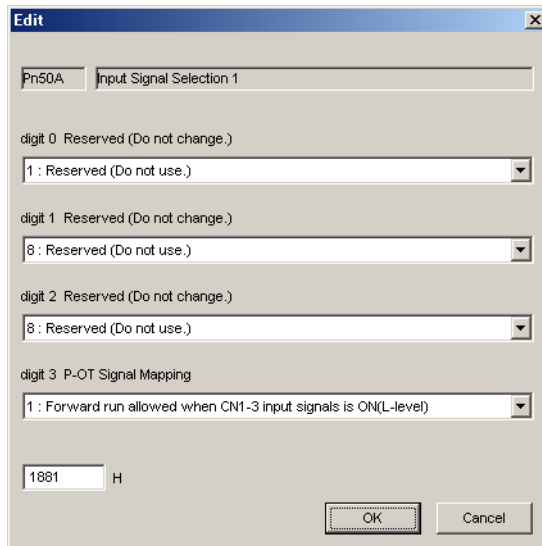 Edit
Pn50A Input Signal Selection 1
digit 0 Reserved (Do not change.)
1 : Reserved (Do not use.)
digit 1 Reserved (Do not change.)
8 : Reserved (Do not use.)
digit 2 Reserved (Do not change.)
8 : Reserved (Do not use.)
digit 3 P-OT Signal Mapping
1 : Forward run allowed when CN1-3 input signals is ON(L-level)
1881 H
OK Cancel